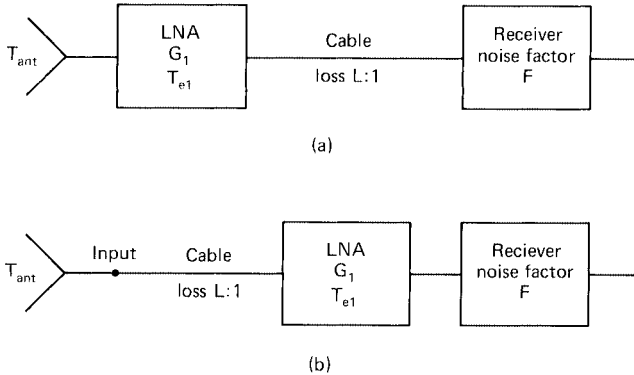 T_ant
LNA
G_1
T_e1
Cable
loss L:1
Receiver
noise factor
F
(a)
T_ant
Input
Cable
loss L:1
LNA
G_1
T_e1
Reciever
noise factor
F
(b)